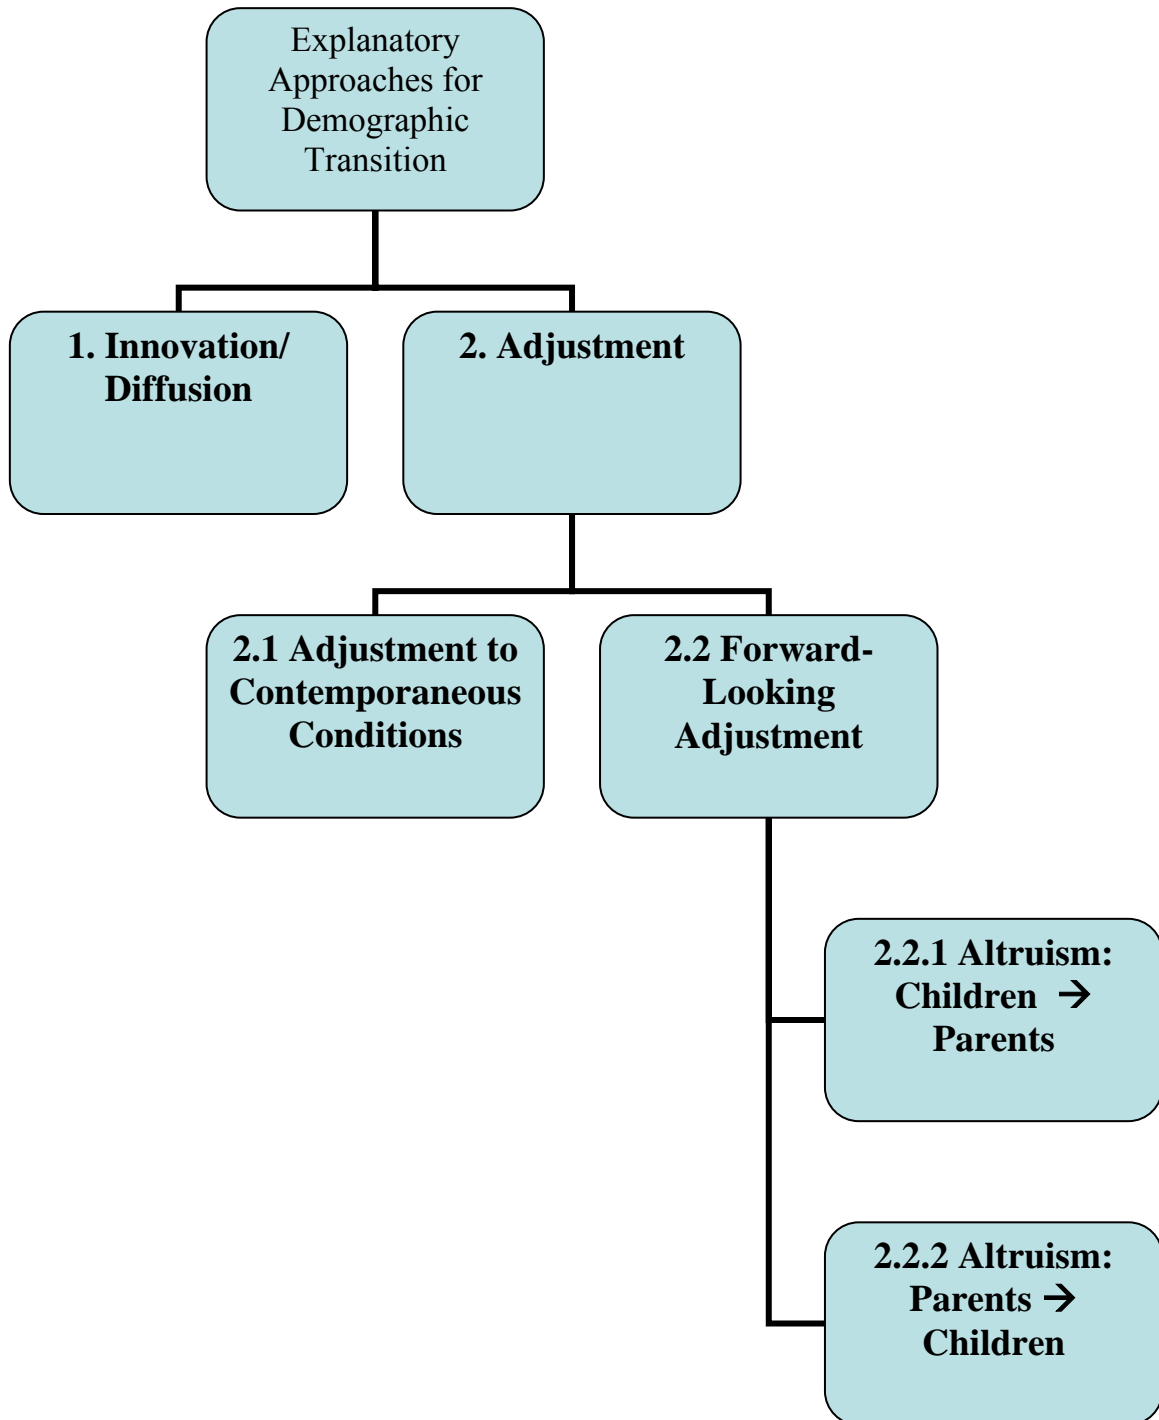 Explanatory
Approaches for
Demographic
Transition
1. Innovation/
Diffusion
2. Adjustment
2.1 Adjustment to
Contemporaneous
Conditions
2.2 Forward-
Looking
Adjustment
2.2.1 Altruism:
Children →
Parents
2.2.2 Altruism:
Parents →
Children